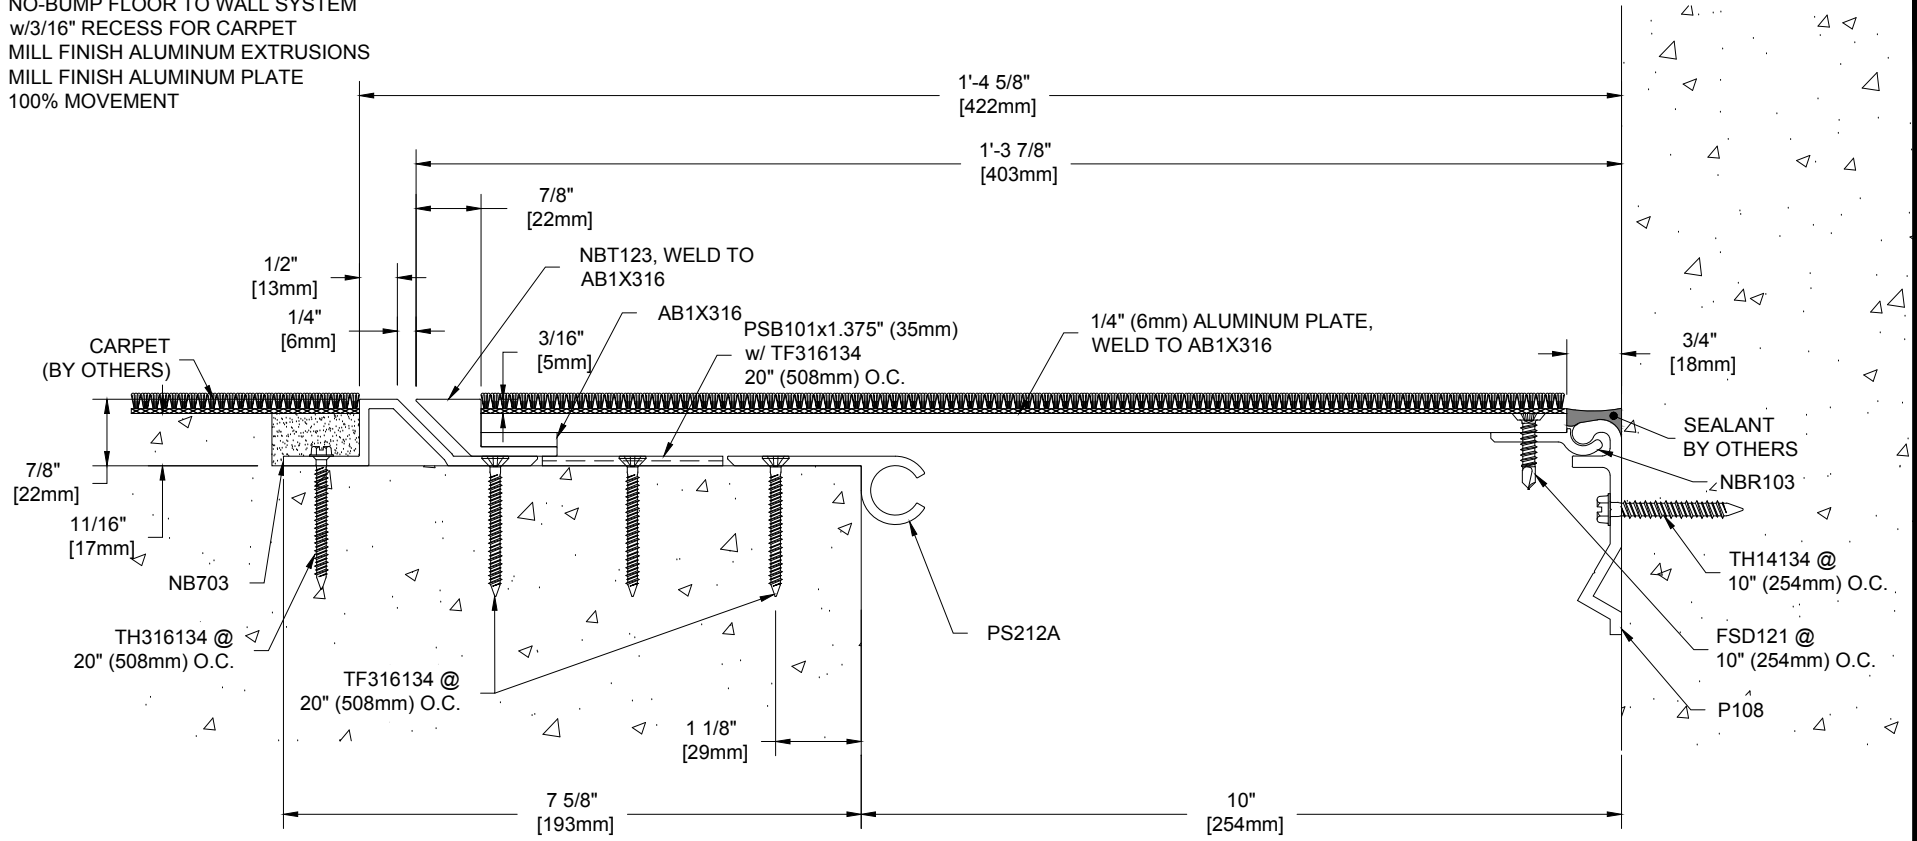 NO-BUMP FLOOR TO WALL SYSTEM
w/3/16" RECESS FOR CARPET
MILL FINISH ALUMINUM EXTRUSIONS
MILL FINISH ALUMINUM PLATE
100% MOVEMENT
1'-4 5/8"
[422mm]
1'-3 7/8"
[403mm]
7/8"
[22mm]
1/2"
[13mm]
1/4"
[6mm]
NBT123, WELD TO
AB1X316
AB1X316
3/16"
[5mm]
PSB101x1.375" (35mm)
w/ TF316134
20" (508mm) O.C.
1/4" (6mm) ALUMINUM PLATE,
WELD TO AB1X316
3/4"
[18mm]
CARPET
(BY OTHERS)
SEALANT
BY OTHERS
NBR103
7/8"
[22mm]
11/16"
[17mm]
NB703
TH316134 @
20" (508mm) O.C.
TF316134 @
20" (508mm) O.C.
PS212A
TH14134 @
10" (254mm) O.C.
FSD121 @
10" (254mm) O.C.
P108
1 1/8"
[29mm]
7 5/8"
[193mm]
10"
[254mm]